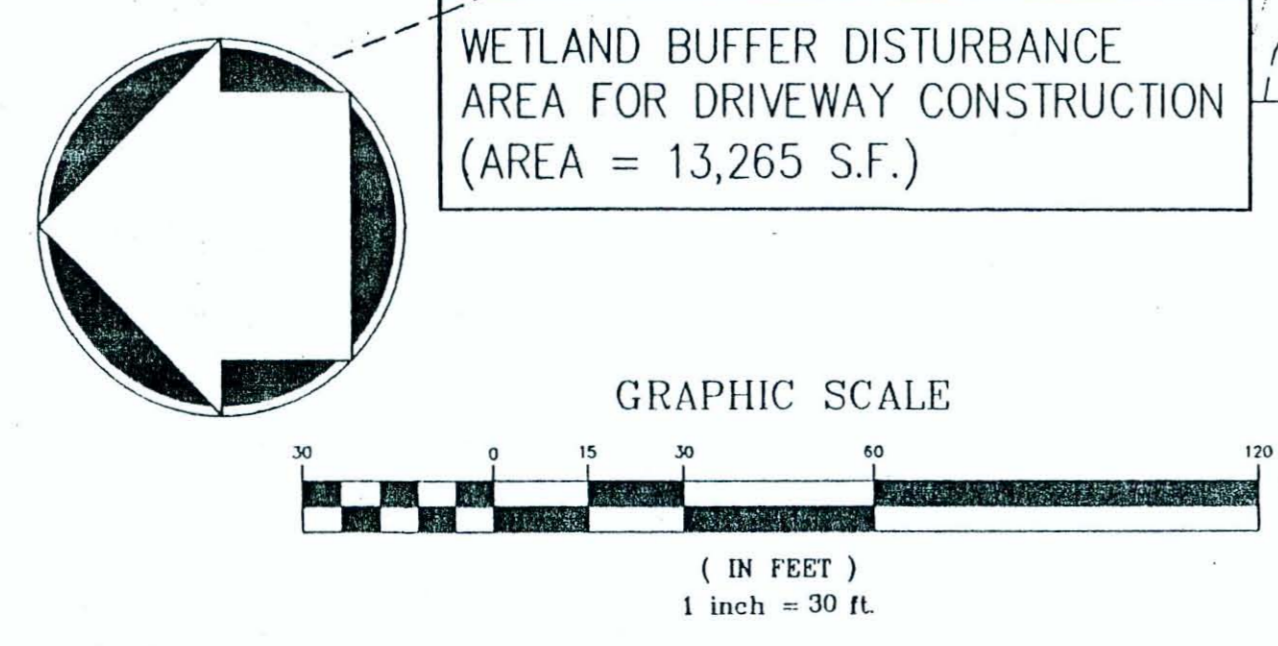 WETLAND BUFFER DISTURBANCE
AREA FOR DRIVEWAY CONSTRUCTION
(AREA = 13,265 S.F.)
GRAPHIC SCALE
30 0 15 30 60 120
( IN FEET )
1 inch = 30 ft.